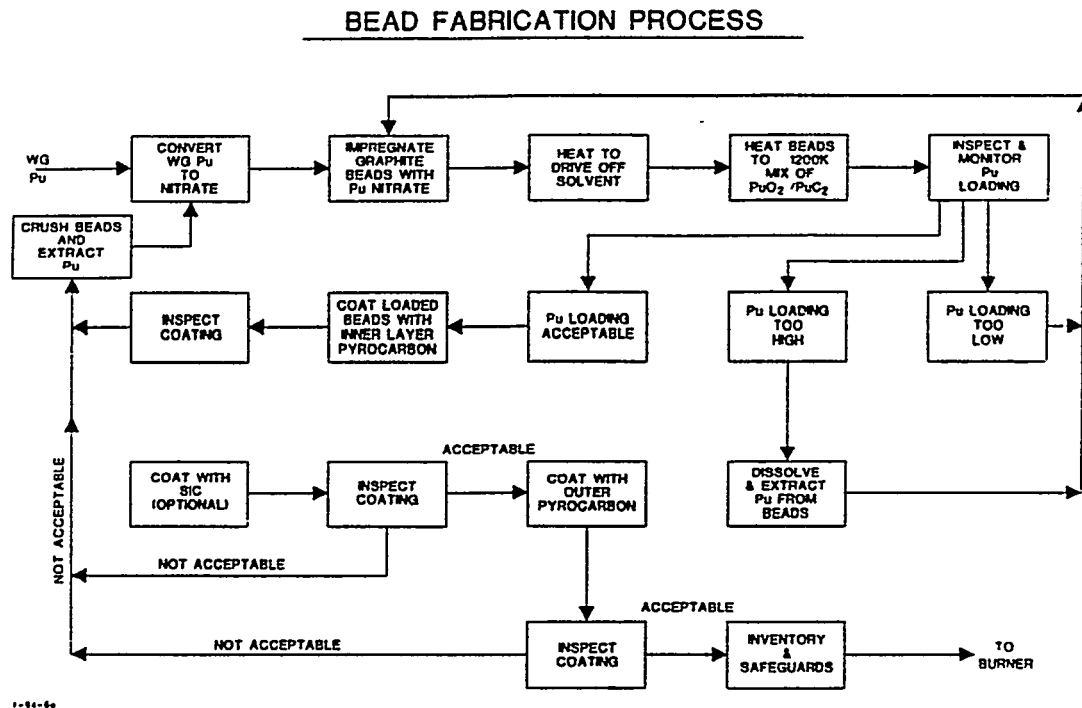 BEAD FABRICATION PROCESS
WG
Pu
CONVERT
WG Pu
TO
NITRATE
IMPREGNATE
GRAPHITE
BEADS WITH
Pu NITRATE
HEAT TO
DRIVE OFF
SOLVENT
HEAT BEADS
TO 1200K
MIX OF
PuO₂ /PuC₂
INSPECT &
MONITOR
Pu
LOADING
CRUSH BEADS
AND
EXTRACT
Pu
INSPECT
COATING
COAT LOADED
BEADS WITH
INNER LAYER
PYROCARBON
Pu LOADING
ACCEPTABLE
Pu LOADING
TOO
HIGH
Pu LOADING
TOO
LOW
NOT ACCEPTABLE
COAT WITH
SIC
(OPTIONAL)
INSPECT
COATING
ACCEPTABLE
COAT WITH
OUTER
PYROCARBON
DISSOLVE
& EXTRACT
Pu FROM
BEADS
NOT ACCEPTABLE
NOT ACCEPTABLE
INSPECT
COATING
ACCEPTABLE
INVENTORY
&
SAFEGUARDS
TO
BURNER